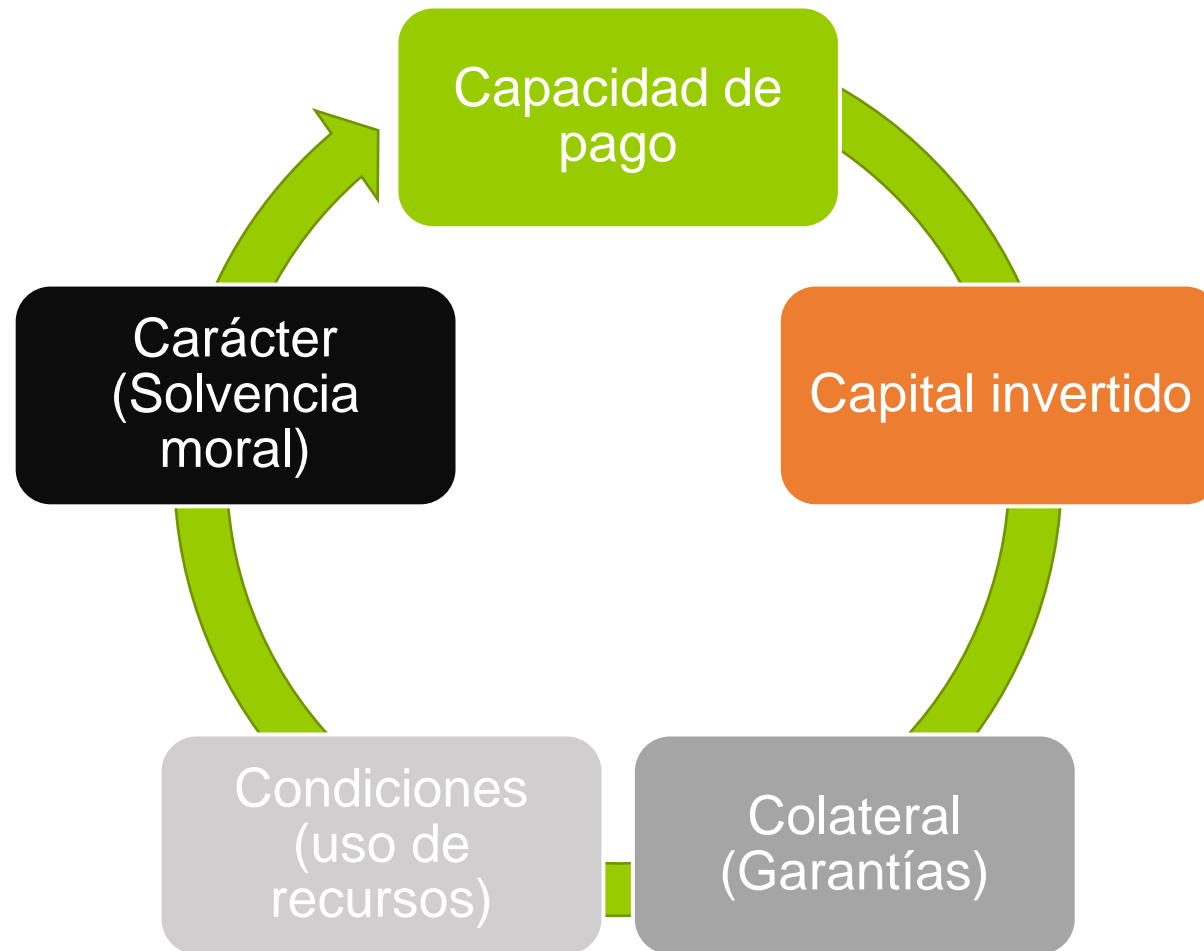 Capacidad de
pago
Capital invertido
Colateral
(Garantías)
Condiciones
(uso de
recursos)
Carácter
(Solvencia
moral)